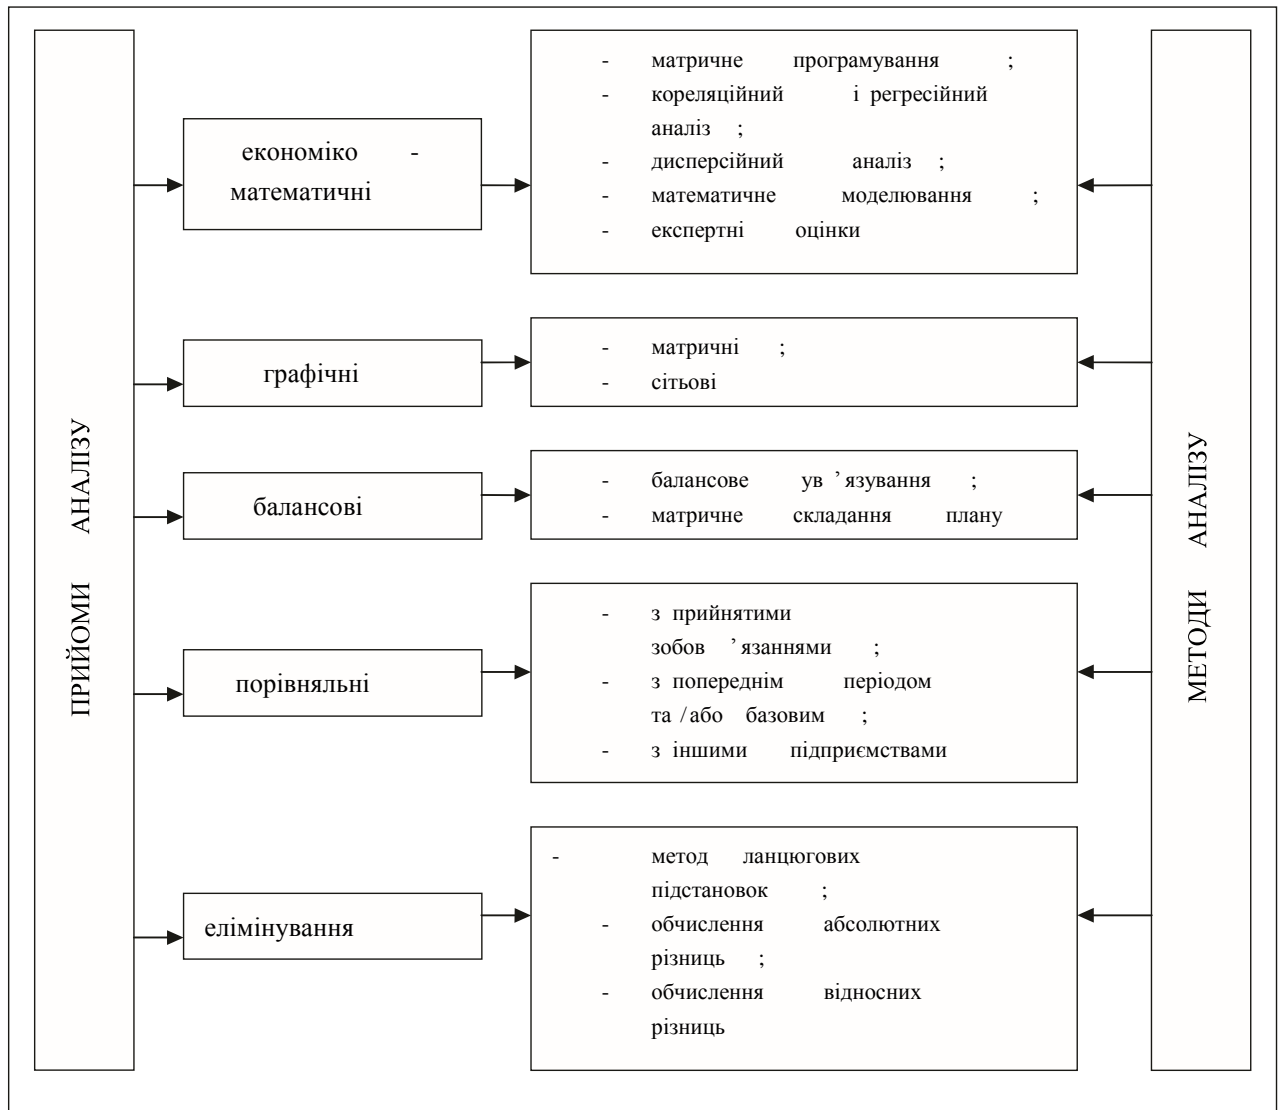 ПРИЙОМИ АНАЛІЗУ
економіко -
математичні
- матричне програмування ;
- кореляційний і регресійний
аналіз ;
- дисперсійний аналіз ;
- математичне моделювання ;
- експертні оцінки
графічні
- матричні ;
- сітьові
балансові
- балансове ув ’язування ;
- матричне складання плану
порівняльні
- з прийнятими
зобов ’язаннями ;
- з попереднім періодом
та /або базовим ;
- з іншими підприємствами
елімінування
- метод ланцюгових
підстановок ;
- обчислення абсолютних
різниць ;
- обчислення відносних
різниць
МЕТОДИ АНАЛІЗУ